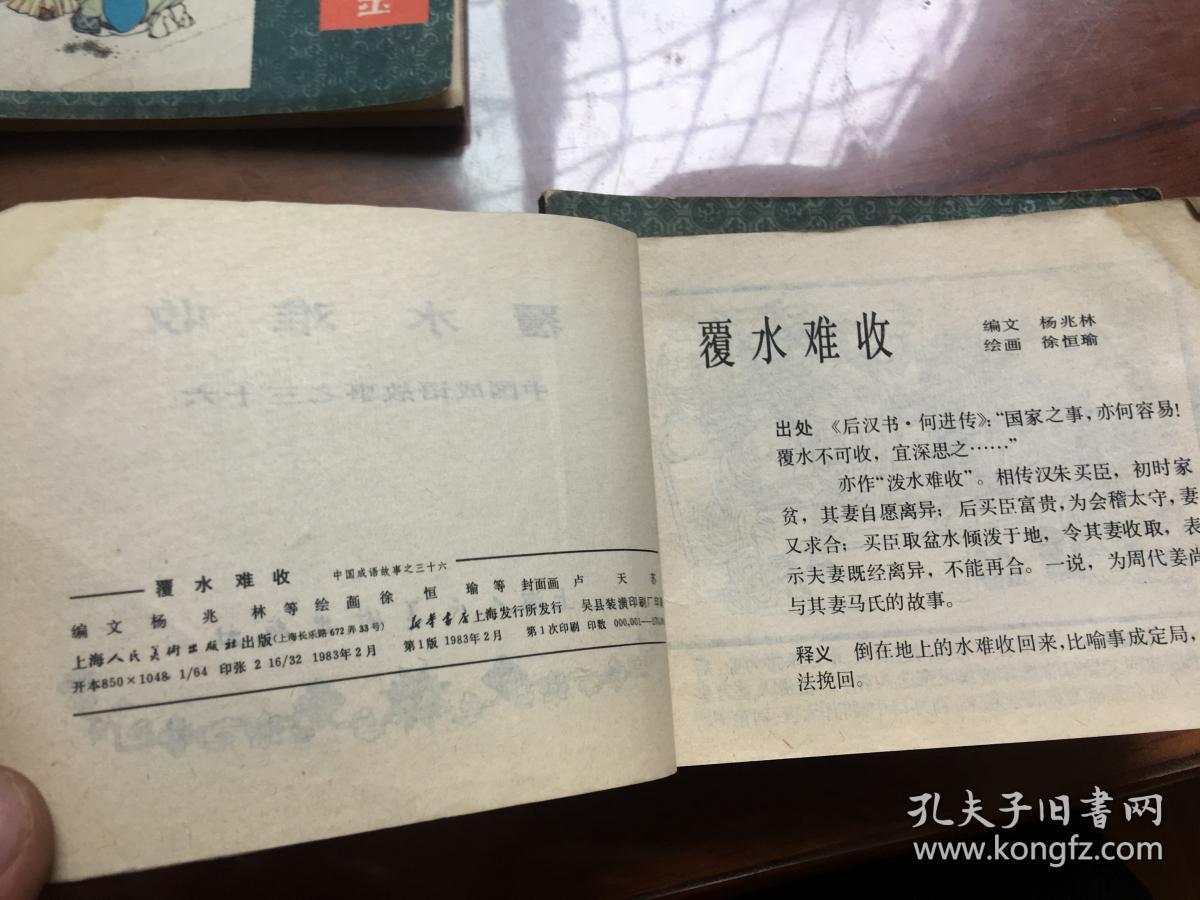 覆水难收 中国成语故事之三十六
编文 杨兆林等 绘画 徐恒瑜等 封面画 卢天
上海人民美术出版社出版(上海长乐路672弄33号) 新华书店上海发行所发行 吴县装潢印刷厂印
开本850×1048 1/64 印张 2 16/32 1983年2月 第1版 1983年2月 第1次印刷 印数 000,001—
覆水难收
编文 杨兆林
绘画 徐恒瑜
出处 《后汉书·何进传》:“国家之事,亦何容易!
覆水不可收,宜深思之……”
亦作“泼水难收”。相传汉朱买臣,初时家
贫,其妻自愿离异;后买臣富贵,为会稽太守,妻
又求合;买臣取盆水倾泼于地,令其妻收取,表
示夫妻既经离异,不能再合。一说,为周代姜尚
与其妻马氏的故事。
释义 倒在地上的水难收回来,比喻事成定局,
法挽回。
孔夫子旧书网
www.kongfz.com